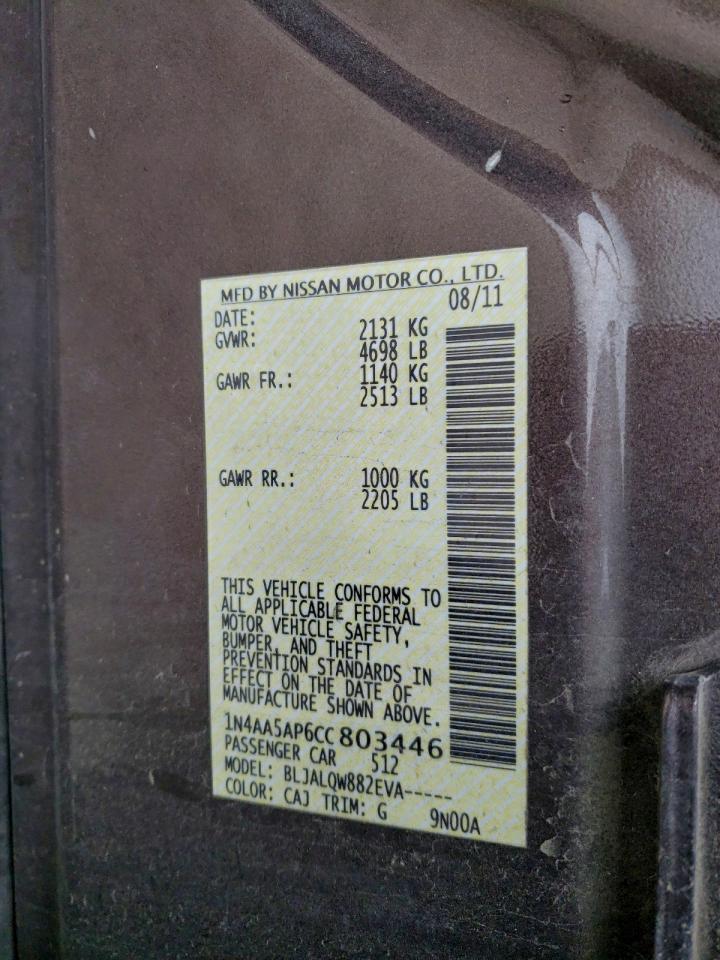 MFD BY NISSAN MOTOR CO., LTD.
DATE: 08/11
GVWR: 2131 KG
4698 LB
GAWR FR.: 1140 KG
2513 LB
GAWR RR.: 1000 KG
2205 LB
THIS VEHICLE CONFORMS TO
ALL APPLICABLE FEDERAL
MOTOR VEHICLE SAFETY,
BUMPER, AND THEFT
PREVENTION STANDARDS IN
EFFECT ON THE DATE OF
MANUFACTURE SHOWN ABOVE.
1N4AA5AP6CC803446
PASSENGER CAR 512
MODEL: BLJALQW882EVA-----
COLOR: CAJ TRIM: G 9N00A